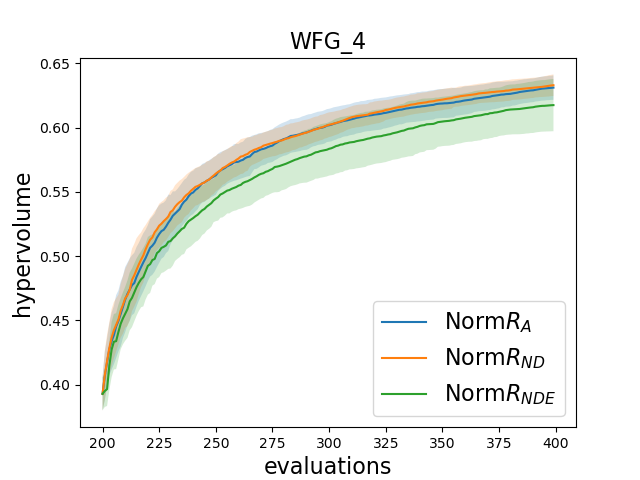 WFG_4
hypervolume
0.65
0.60
0.55
0.50
0.45
0.40
NormR_A
NormR_ND
NormR_NDE
200 225 250 275 300 325 350 375 400
evaluations